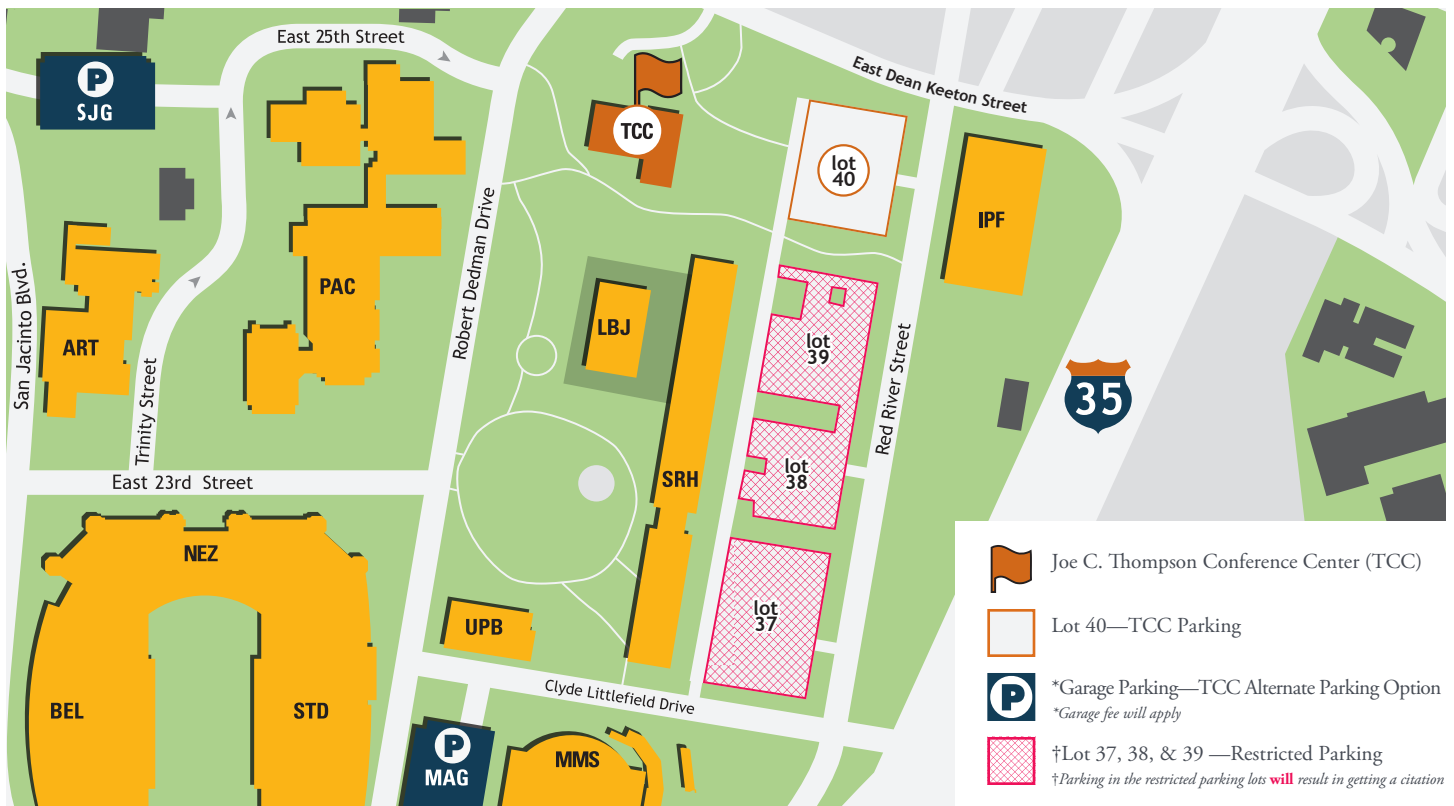 East 25th Street
P
SJG
TCC
East Dean Keeton Street
lot
40
IPF
Robert Dedman Drive
San Jacinto Blvd.
ART
Trinity Street
PAC
LBJ
lot
39
Red River Street
35
East 23rd Street
SRH
lot
38
NEZ
lot
37
UPB
BEL
STD
Clyde Littlefield Drive
P
MAG
MMS
Joe C. Thompson Conference Center (TCC)
Lot 40—TCC Parking
P
*Garage Parking—TCC Alternate Parking Option
*Garage fee will apply
†Lot 37, 38, & 39 —Restricted Parking
†Parking in the restricted parking lots will result in getting a citation